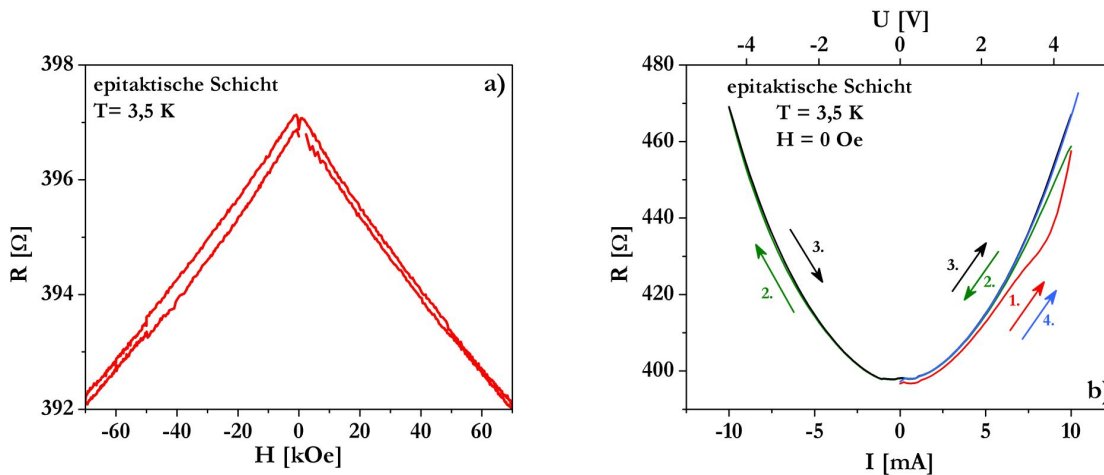 398
396
394
392
R [Ω]
epitaktische Schicht
T= 3,5 K
a)
-60 -40 -20 0 20 40 60
H [kOe]
U [V]
-4 -2 0 2 4
480
460
440
420
400
R [Ω]
epitaktische Schicht
T = 3,5 K
H = 0 Oe
3.
2.
3.
2.
1.
4.
b)
-10 -5 0 5 10
I [mA]